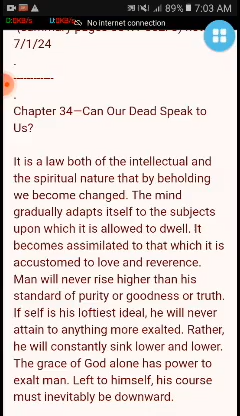 89% 7:03 AM
No internet connection
7/1/24
.
-------------
.
Chapter 34—Can Our Dead Speak to
Us?
It is a law both of the intellectual and
the spiritual nature that by beholding
we become changed. The mind
gradually adapts itself to the subjects
upon which it is allowed to dwell. It
becomes assimilated to that which it is
accustomed to love and reverence.
Man will never rise higher than his
standard of purity or goodness or truth.
If self is his loftiest ideal, he will never
attain to anything more exalted. Rather,
he will constantly sink lower and lower.
The grace of God alone has power to
exalt man. Left to himself, his course
must inevitably be downward.